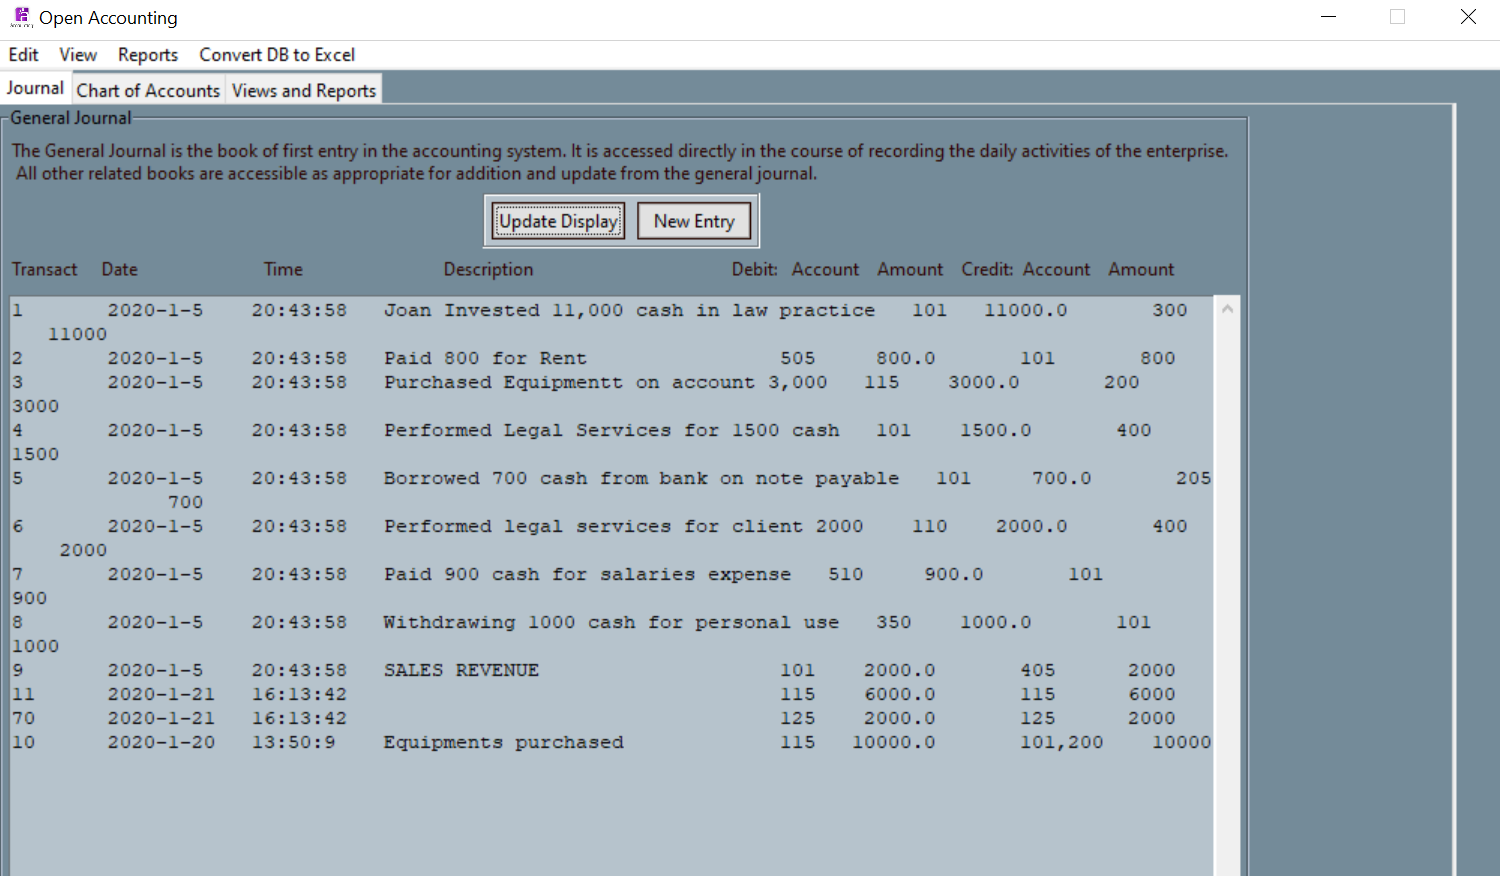 Open Accounting
Edit View Reports Convert DB to Excel
Journal Chart of Accounts Views and Reports
General Journal
The General Journal is the book of first entry in the accounting system. It is accessed directly in the course of recording the daily activities of the enterprise.
All other related books are accessible as appropriate for addition and update from the general journal.
Update Display New Entry
Transact Date Time Description Debit: Account Amount Credit: Account Amount
1 2020-1-5 20:43:58 Joan Invested 11,000 cash in law practice 101 11000.0 300
11000
2 2020-1-5 20:43:58 Paid 800 for Rent 505 800.0 101 800
3 2020-1-5 20:43:58 Purchased Equipmentt on account 3,000 115 3000.0 200
3000
4 2020-1-5 20:43:58 Performed Legal Services for 1500 cash 101 1500.0 400
1500
5 2020-1-5 20:43:58 Borrowed 700 cash from bank on note payable 101 700.0 205
700
6 2020-1-5 20:43:58 Performed legal services for client 2000 110 2000.0 400
2000
7 2020-1-5 20:43:58 Paid 900 cash for salaries expense 510 900.0 101
900
8 2020-1-5 20:43:58 Withdrawing 1000 cash for personal use 350 1000.0 101
1000
9 2020-1-5 20:43:58 SALES REVENUE 101 2000.0 405 2000
11 2020-1-21 16:13:42 115 6000.0 115 6000
70 2020-1-21 16:13:42 125 2000.0 125 2000
10 2020-1-20 13:50:9 Equipments purchased 115 10000.0 101,200 10000